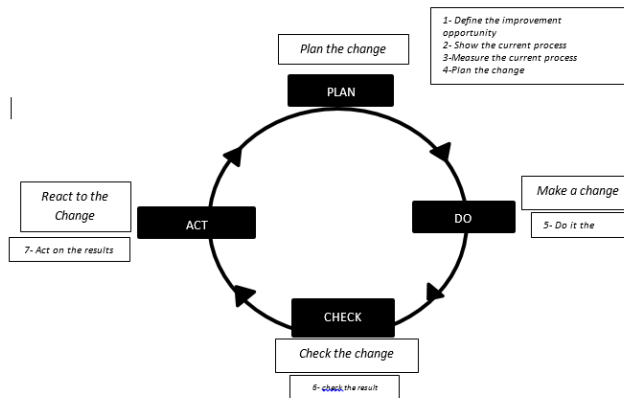 1- Define the improvement
opportunity
2- Show the current process
3-Measure the current process
4-Plan the change
Plan the change
PLAN
React to the
Change
ACT
7- Act on the results
Make a change
DO
5- Do it the
CHECK
Check the change
6- check the result